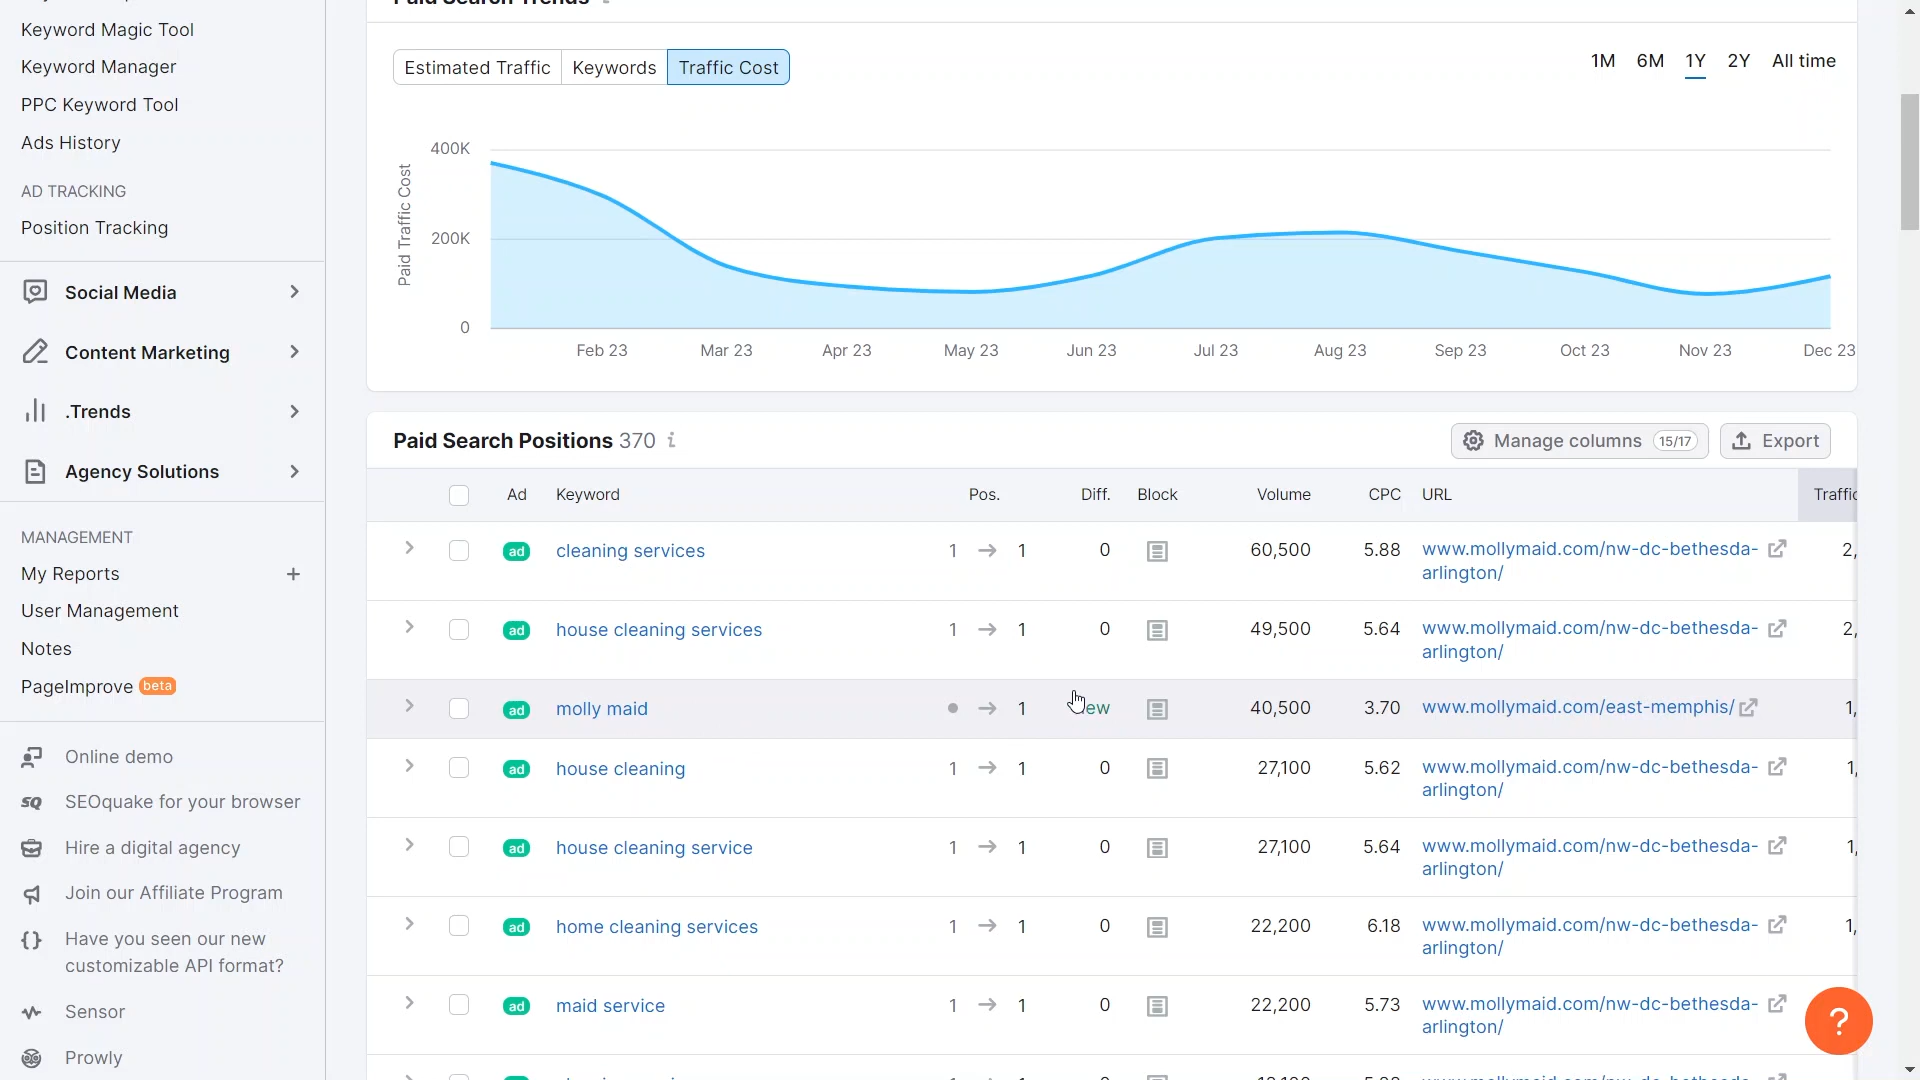 Keyword Magic Tool
Keyword Manager
PPC Keyword Tool
Ads History
AD TRACKING
Position Tracking
Social Media
Content Marketing
.Trends
Agency Solutions
MANAGEMENT
My Reports +
User Management
Notes
PageImprove beta
Online demo
SQ SEOquake for your browser
Hire a digital agency
Join our Affiliate Program
{} Have you seen our new
customizable API format?
Sensor
Prowly
Paid Search Trends i
Estimated Traffic Keywords Traffic Cost
1M 6M 1Y 2Y All time
Paid Traffic Cost
400K
200K
0
Feb 23 Mar 23 Apr 23 May 23 Jun 23 Jul 23 Aug 23 Sep 23 Oct 23 Nov 23 Dec 23
Paid Search Positions 370 i
Manage columns 15/17 Export
Ad Keyword Pos. Diff. Block Volume CPC URL Traffic
ad cleaning services 1 → 1 0 60,500 5.88 www.mollymaid.com/nw-dc-bethesda- 2,
arlington/
ad house cleaning services 1 → 1 0 49,500 5.64 www.mollymaid.com/nw-dc-bethesda- 2,
arlington/
ad molly maid → 1 ew 40,500 3.70 www.mollymaid.com/east-memphis/ 1,
ad house cleaning 1 → 1 0 27,100 5.62 www.mollymaid.com/nw-dc-bethesda- 1,
arlington/
ad house cleaning service 1 → 1 0 27,100 5.64 www.mollymaid.com/nw-dc-bethesda- 1,
arlington/
ad home cleaning services 1 → 1 0 22,200 6.18 www.mollymaid.com/nw-dc-bethesda- 1,
arlington/
ad maid service 1 → 1 0 22,200 5.73 www.mollymaid.com/nw-dc-bethesda-
arlington/
?